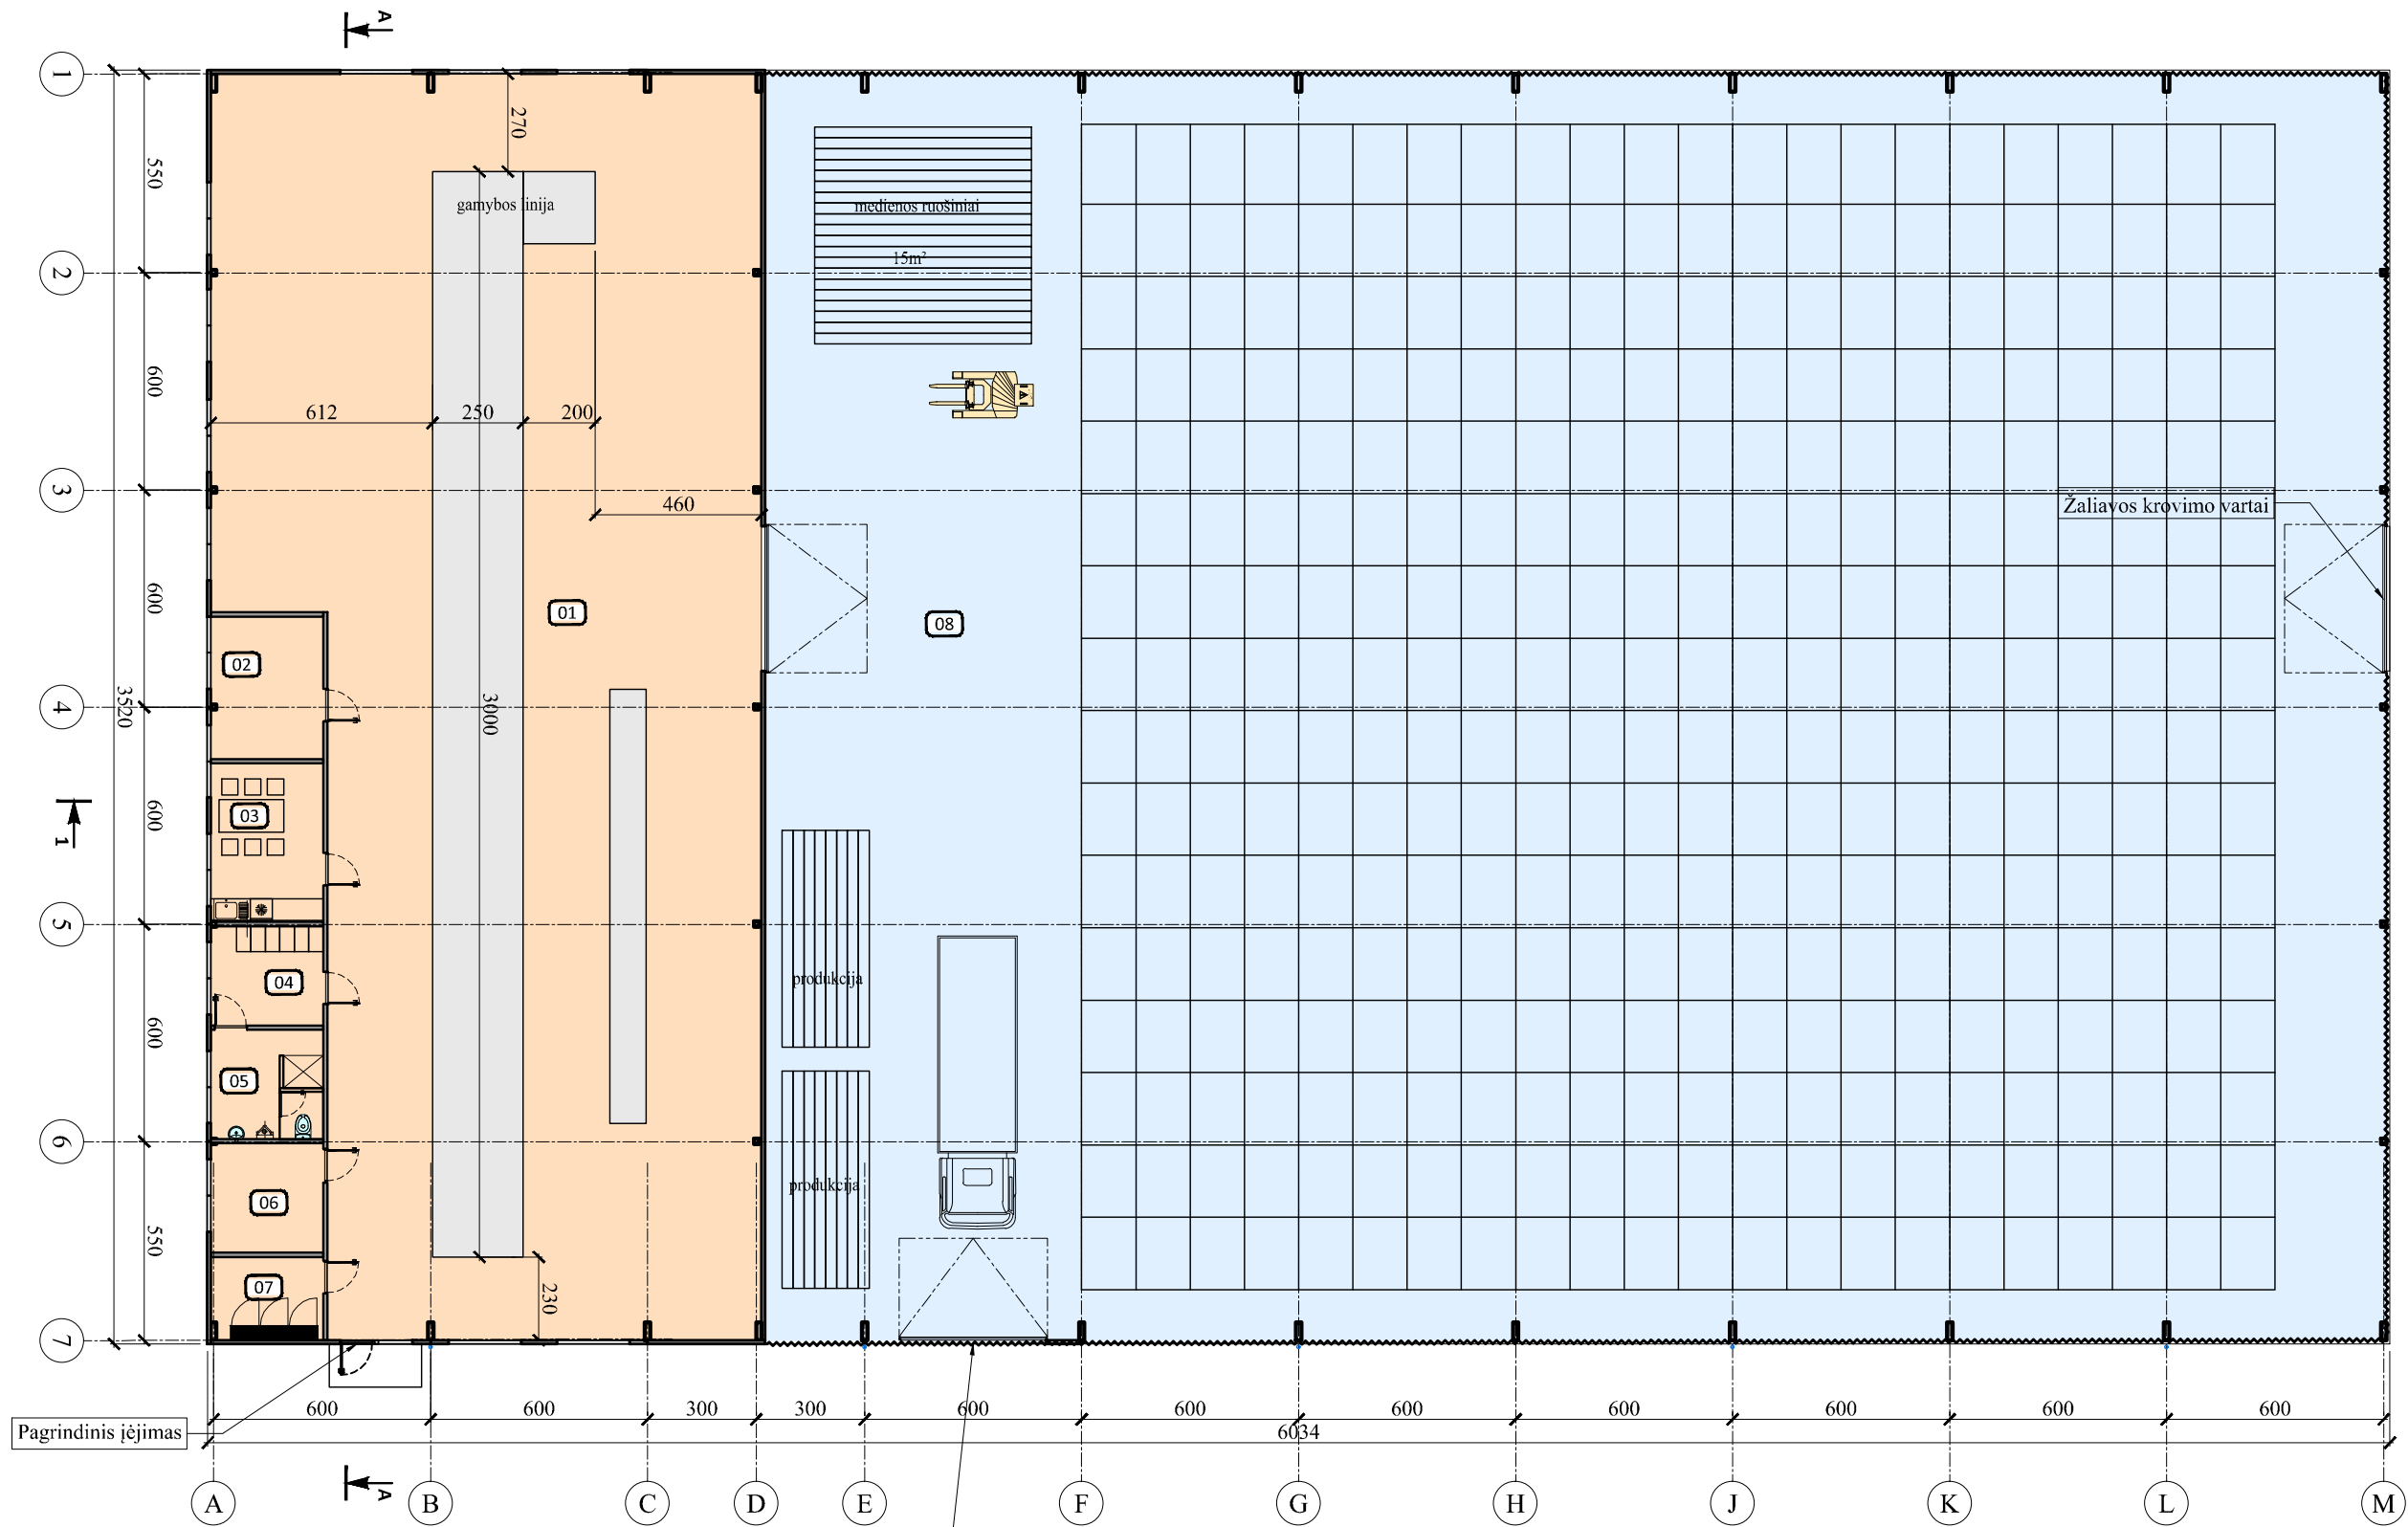 A
1
270
550
gamybos linija
medienos ruošiniai
15m²
2
600
612
250
200
3
460
Žaliavos krovimo vartai
600
01
08
02
3520
4
3000
600
03
1
5
04
produkcija
600
05
6
produkcija
06
550
07
230
7
600
600
300
300
600
600
600
600
600
600
600
Pagrindinis įėjimas
6034
A
A
B
C
D
E
F
G
H
J
K
L
M